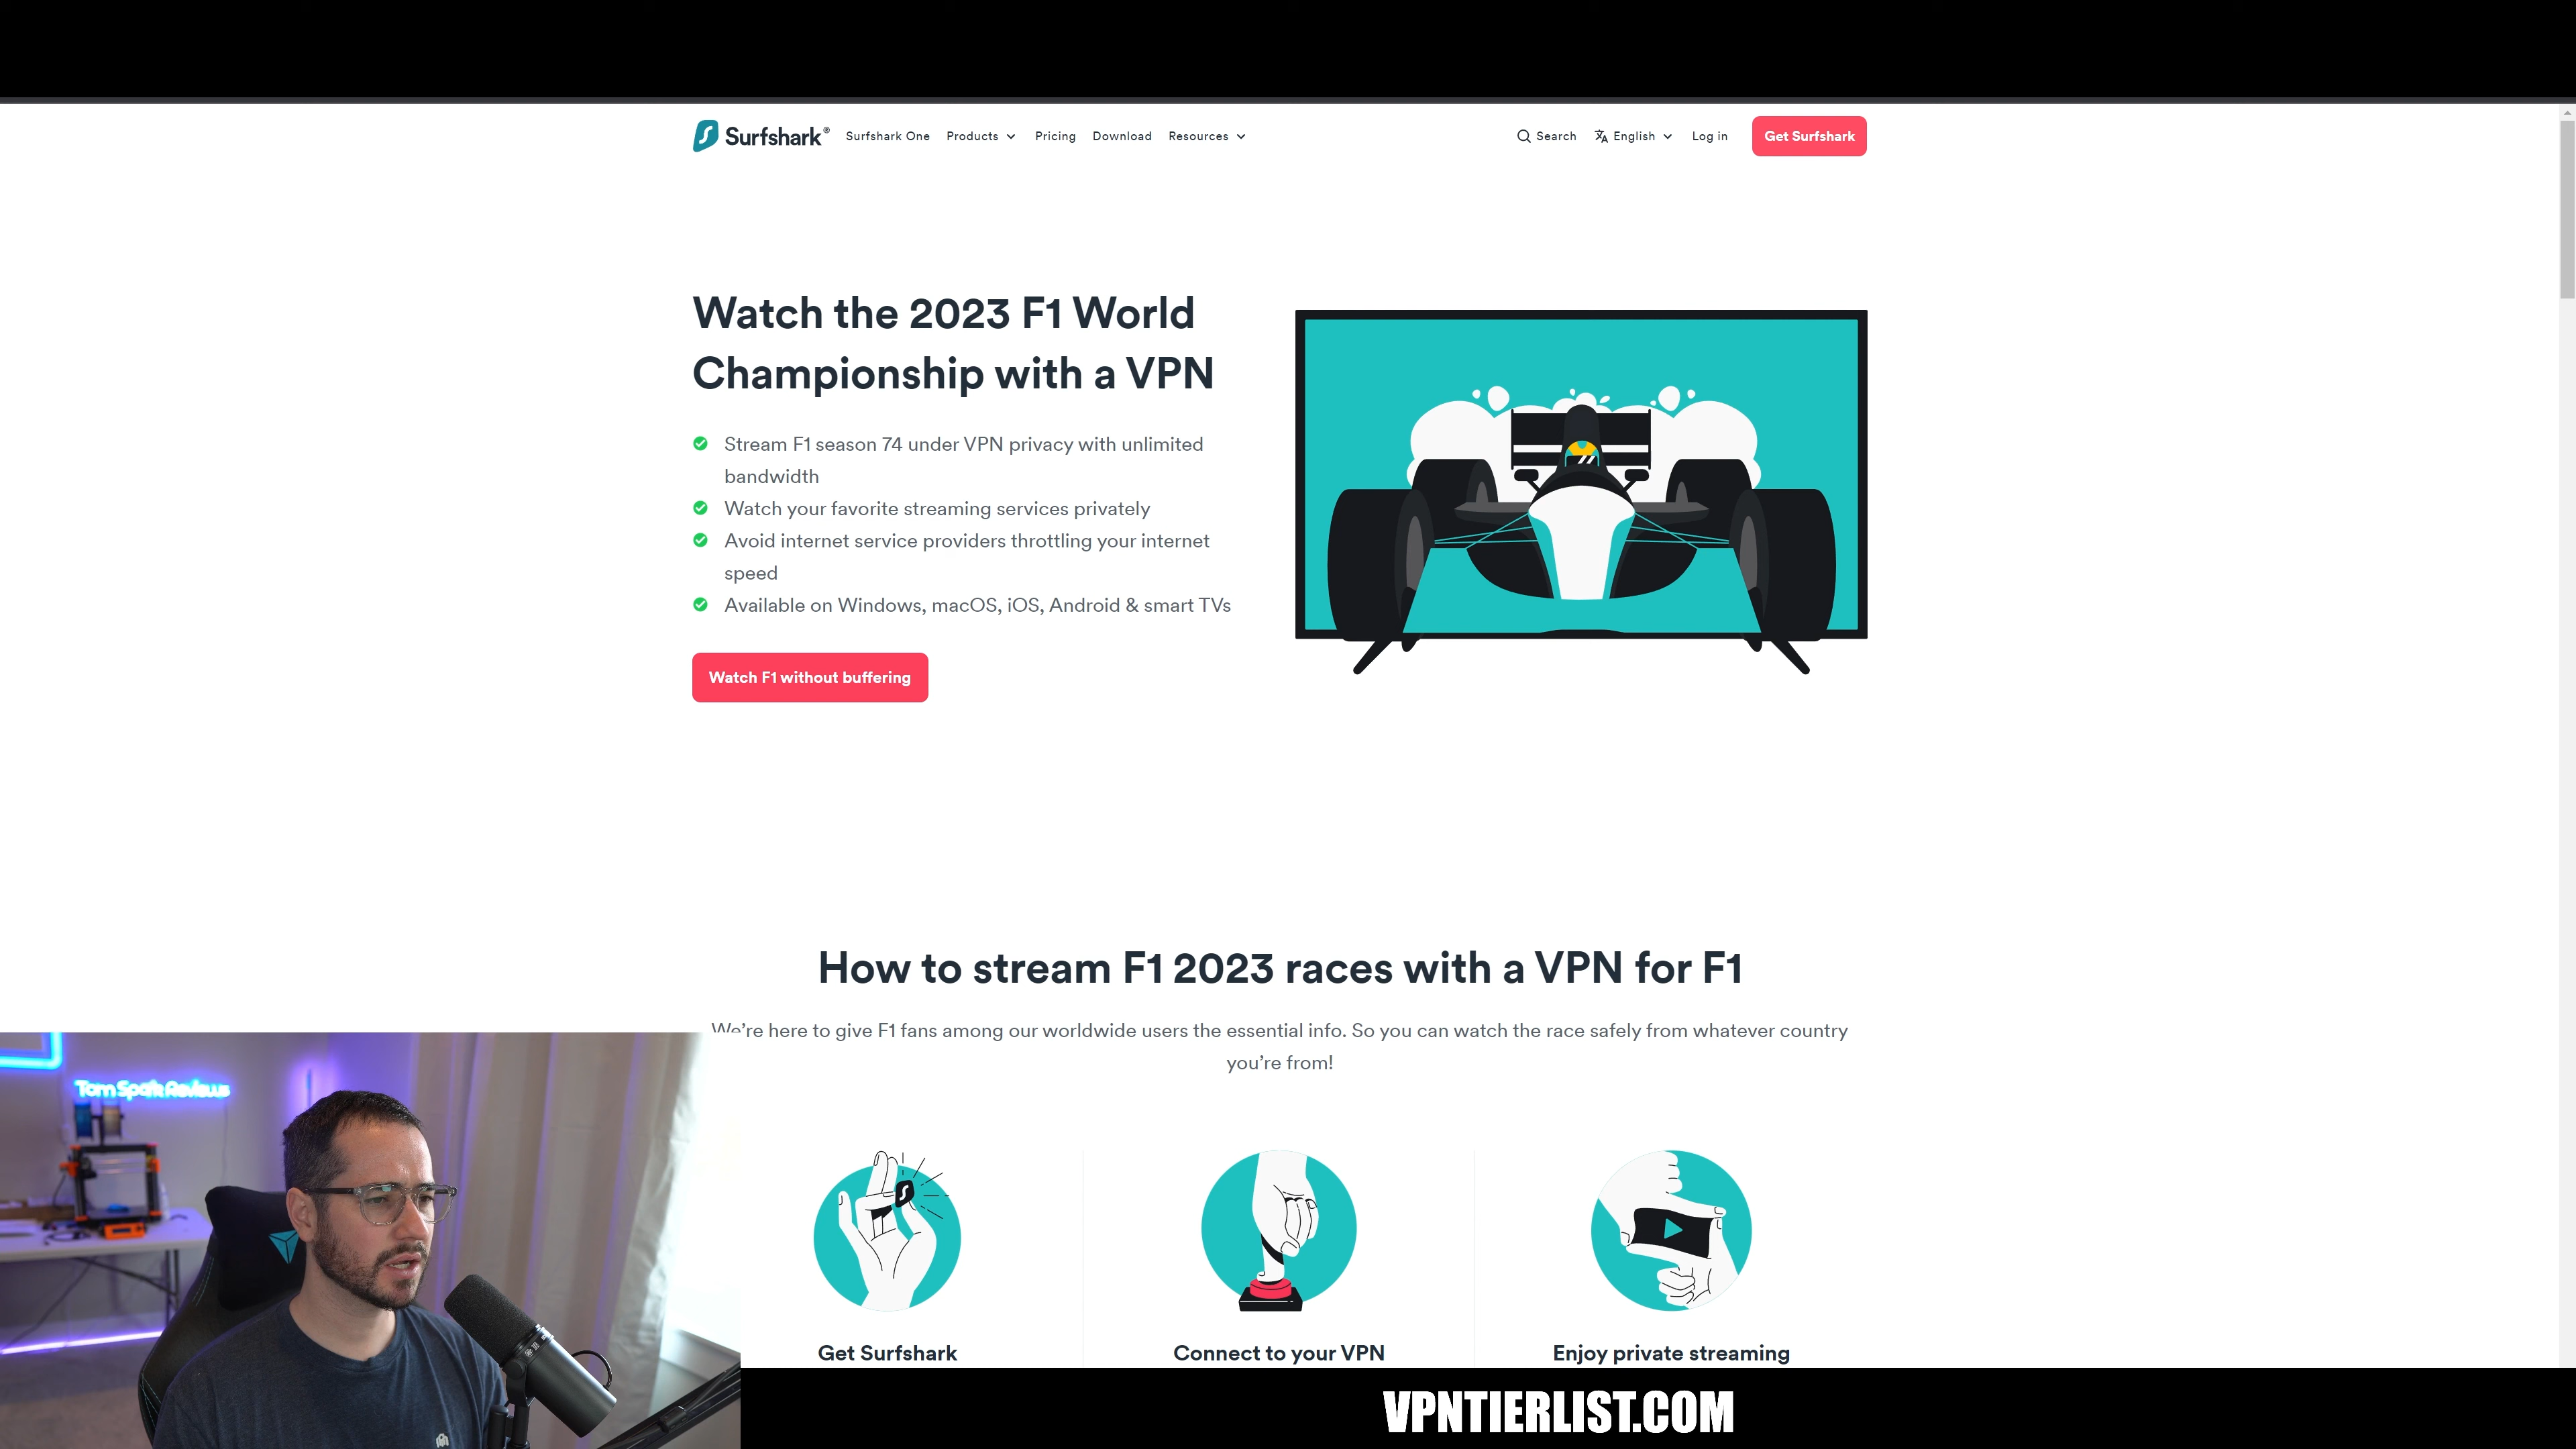 Surfshark®
Surfshark One
Products
Pricing
Download
Resources
Search
English
Log in
Get Surfshark
Watch the 2023 F1 World
Championship with a VPN
Stream F1 season 74 under VPN privacy with unlimited
bandwidth
Watch your favorite streaming services privately
Avoid internet service providers throttling your internet
speed
Available on Windows, macOS, iOS, Android & smart TVs
Watch F1 without buffering
How to stream F1 2023 races with a VPN for F1
We’re here to give F1 fans among our worldwide users the essential info. So you can watch the race safely from whatever country
you’re from!
Tom Spark Reviews
Get Surfshark
Connect to your VPN
Enjoy private streaming
VPNTIERLIST.COM